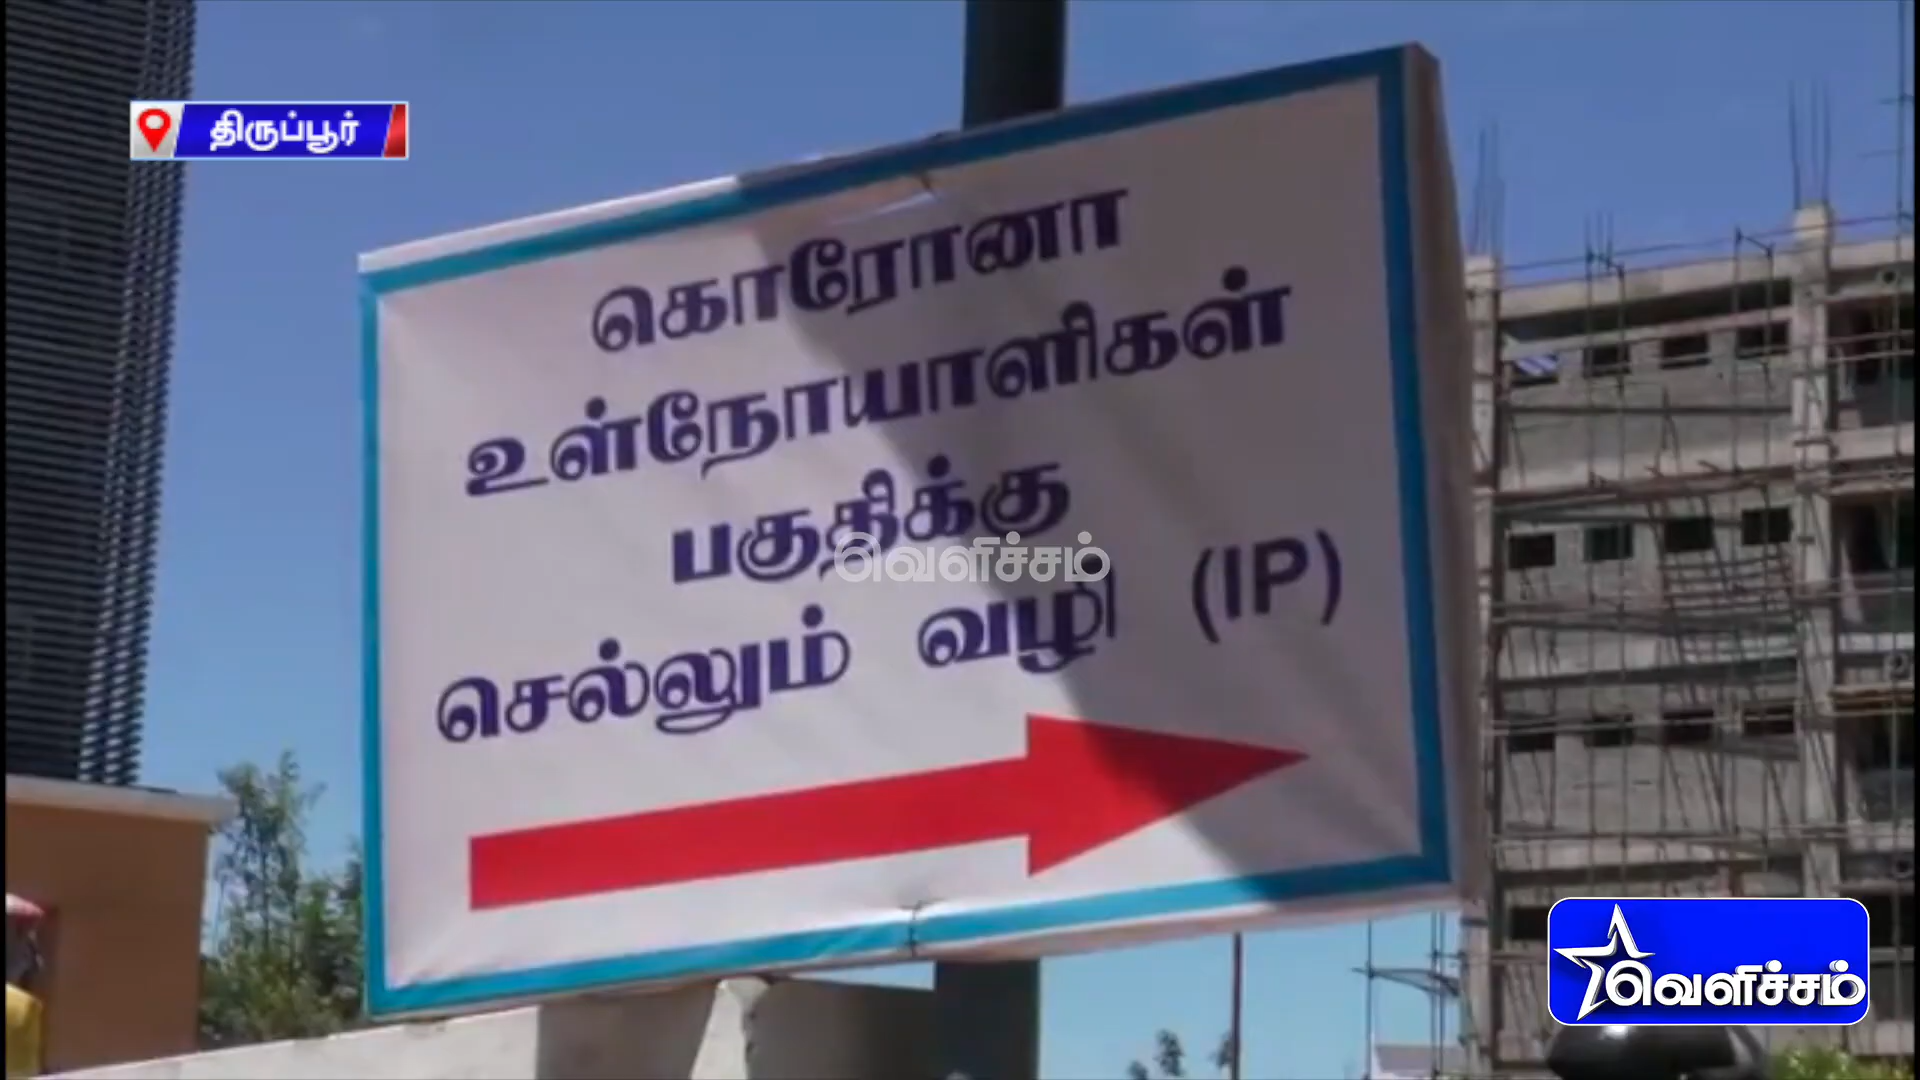 திருப்பூர்
கொரோனா
உள்நோயாளிகள்
பகுதிக்கு
வெளிச்சம்
செல்லும் வழி (IP)
வெளிச்சம்